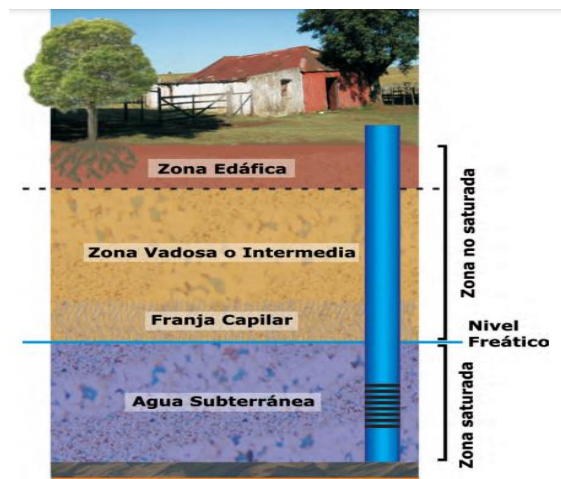 Zona Edáfica
Zona Vadosa o Intermedia
Franja Capilar
Agua Subterránea
Zona no saturada
Nivel
Freático
Zona saturada